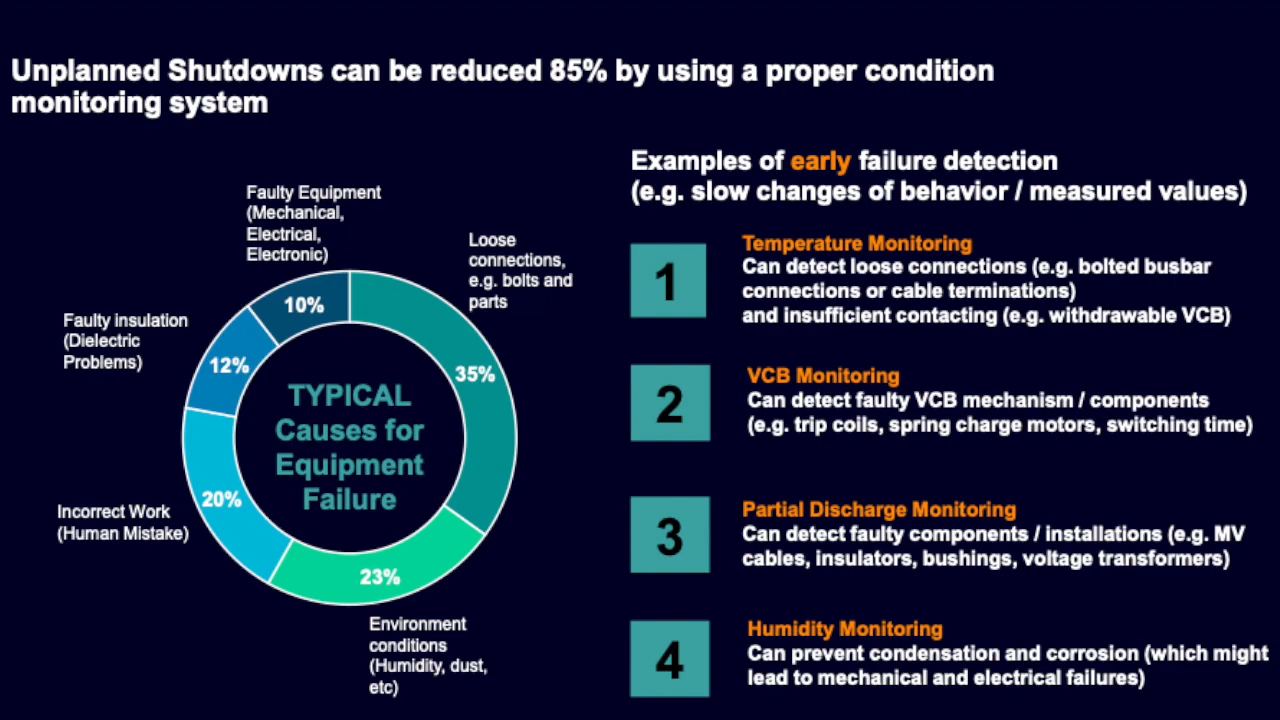 Unplanned Shutdowns can be reduced 85% by using a proper condition
monitoring system
Faulty Equipment
(Mechanical,
Electrical,
Electronic)
Loose
connections,
e.g. bolts and
parts
10%
Faulty insulation
(Dielectric
Problems)
12%
35%
TYPICAL
Causes for
Equipment
Failure
20%
Incorrect Work
(Human Mistake)
23%
Environment
conditions
(Humidity, dust,
etc)
Examples of early failure detection
(e.g. slow changes of behavior / measured values)
1
Temperature Monitoring
Can detect loose connections (e.g. bolted busbar
connections or cable terminations)
and insufficient contacting (e.g. withdrawable VCB)
2
VCB Monitoring
Can detect faulty VCB mechanism / components
(e.g. trip coils, spring charge motors, switching time)
3
Partial Discharge Monitoring
Can detect faulty components / installations (e.g. MV
cables, insulators, bushings, voltage transformers)
4
Humidity Monitoring
Can prevent condensation and corrosion (which might
lead to mechanical and electrical failures)